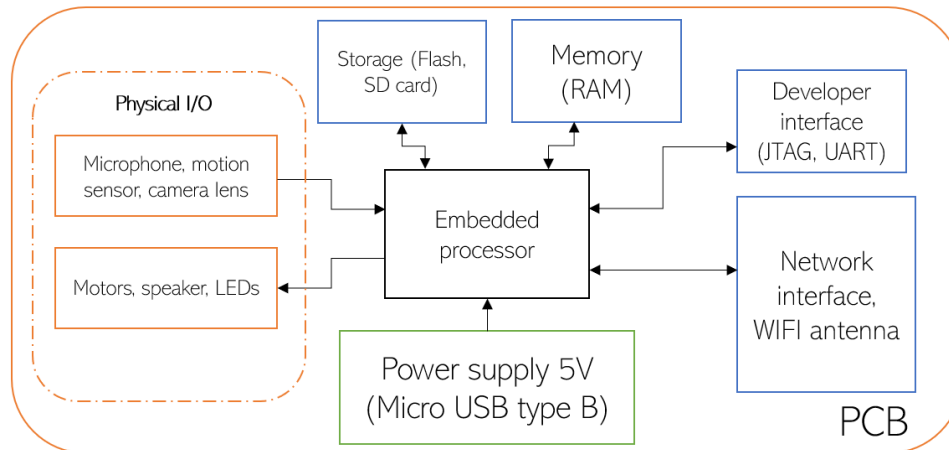 Storage (Flash,
SD card)
Memory
(RAM)
Physical I/O
Developer
interface
(JTAG, UART)
Microphone, motion
sensor, camera lens
Embedded
processor
Motors, speaker, LEDs
Network
interface,
WIFI antenna
Power supply 5V
(Micro USB type B)
PCB